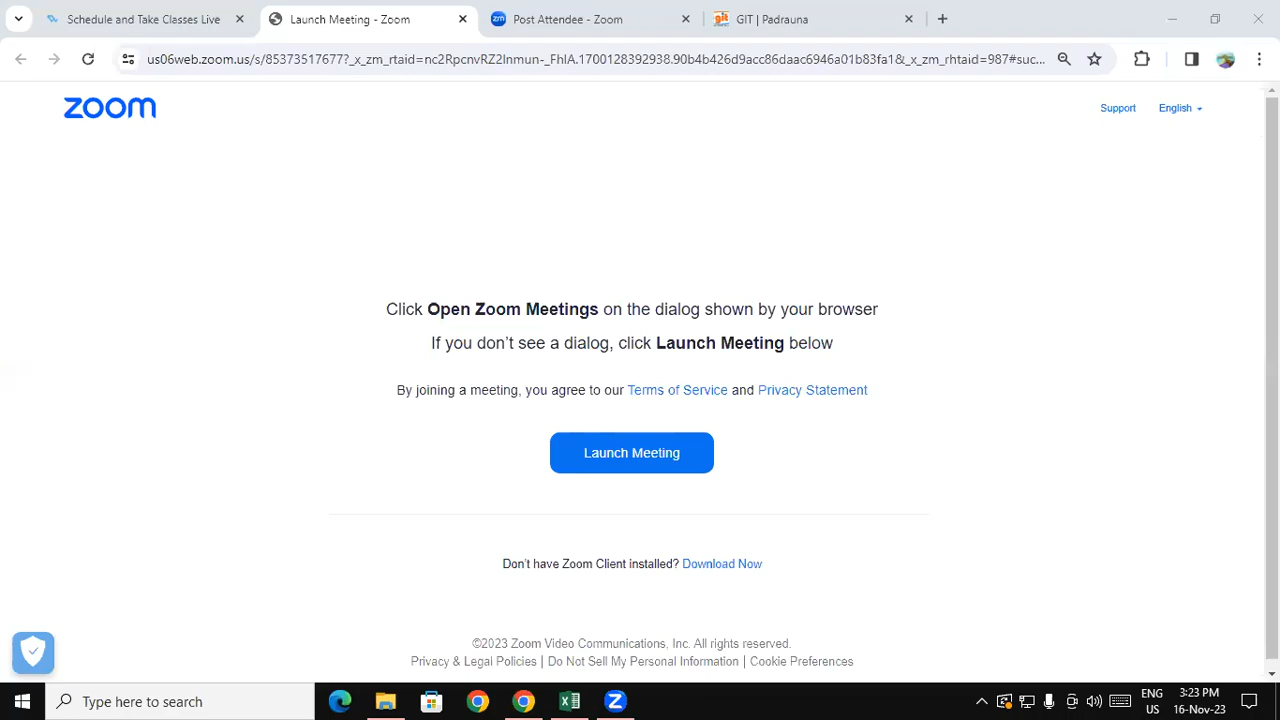 Schedule and Take Classes Live
Launch Meeting - Zoom
zm Post Attendee - Zoom
git GIT | Padrauna
us06web.zoom.us/s/85373517677?_x_zm_rtaid=nc2RpcnvRZ2Inmun-_FhIA.1700128392938.90b4b426d9acc86daac6946a01b83fa1&_x_zm_rhtaid=987#suc...
zoom
Support
English
Click Open Zoom Meetings on the dialog shown by your browser
If you don't see a dialog, click Launch Meeting below
By joining a meeting, you agree to our Terms of Service and Privacy Statement
Launch Meeting
Don't have Zoom Client installed? Download Now
©2023 Zoom Video Communications, Inc. All rights reserved.
Privacy & Legal Policies | Do Not Sell My Personal Information | Cookie Preferences
Type here to search
ENG
US
3:23 PM
16-Nov-23